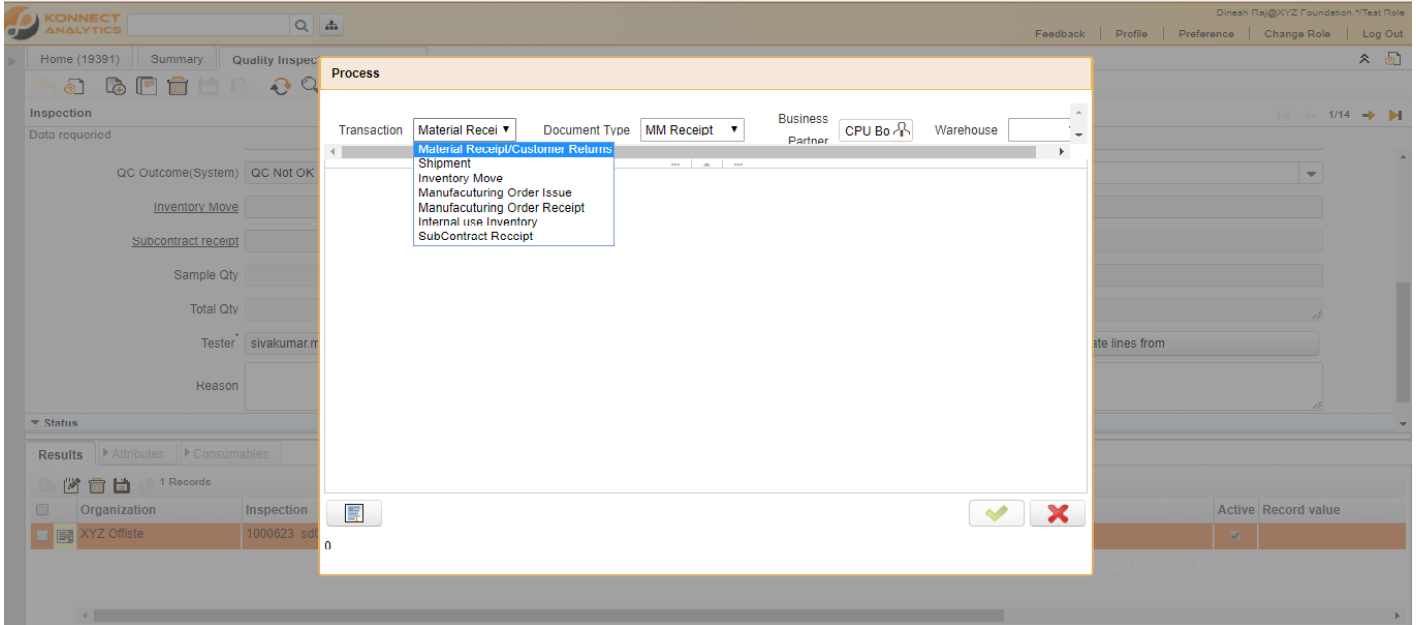 KONNECT
ANALYTICS
Dinesh Raj@XYZ Foundation.*/Test Role
Feedback | Profile | Preference | Change Role | Log Out
Home (19391) Summary Quality Inspec
Process
Inspection
1/14
Data requeried
Transaction Material Recei Document Type MM Receipt Business Partner CPU Bo Warehouse
Material Receipt/Customer Returns
Shipment
Inventory Move
Manufacuturing Order Issue
Manufacuturing Order Receipt
Internal use Inventory
SubContract Receipt
QC Outcome(System) QC Not OK
Inventory Move
Subcontract receipt
Sample Qty
Total Qty
Tester* sivakumar.m ate lines from
Reason
Status
Results Attributes Consumables
1 Records
Organization Inspection Active Record value
XYZ Offiste 1000623 sd
0
Activate Windows